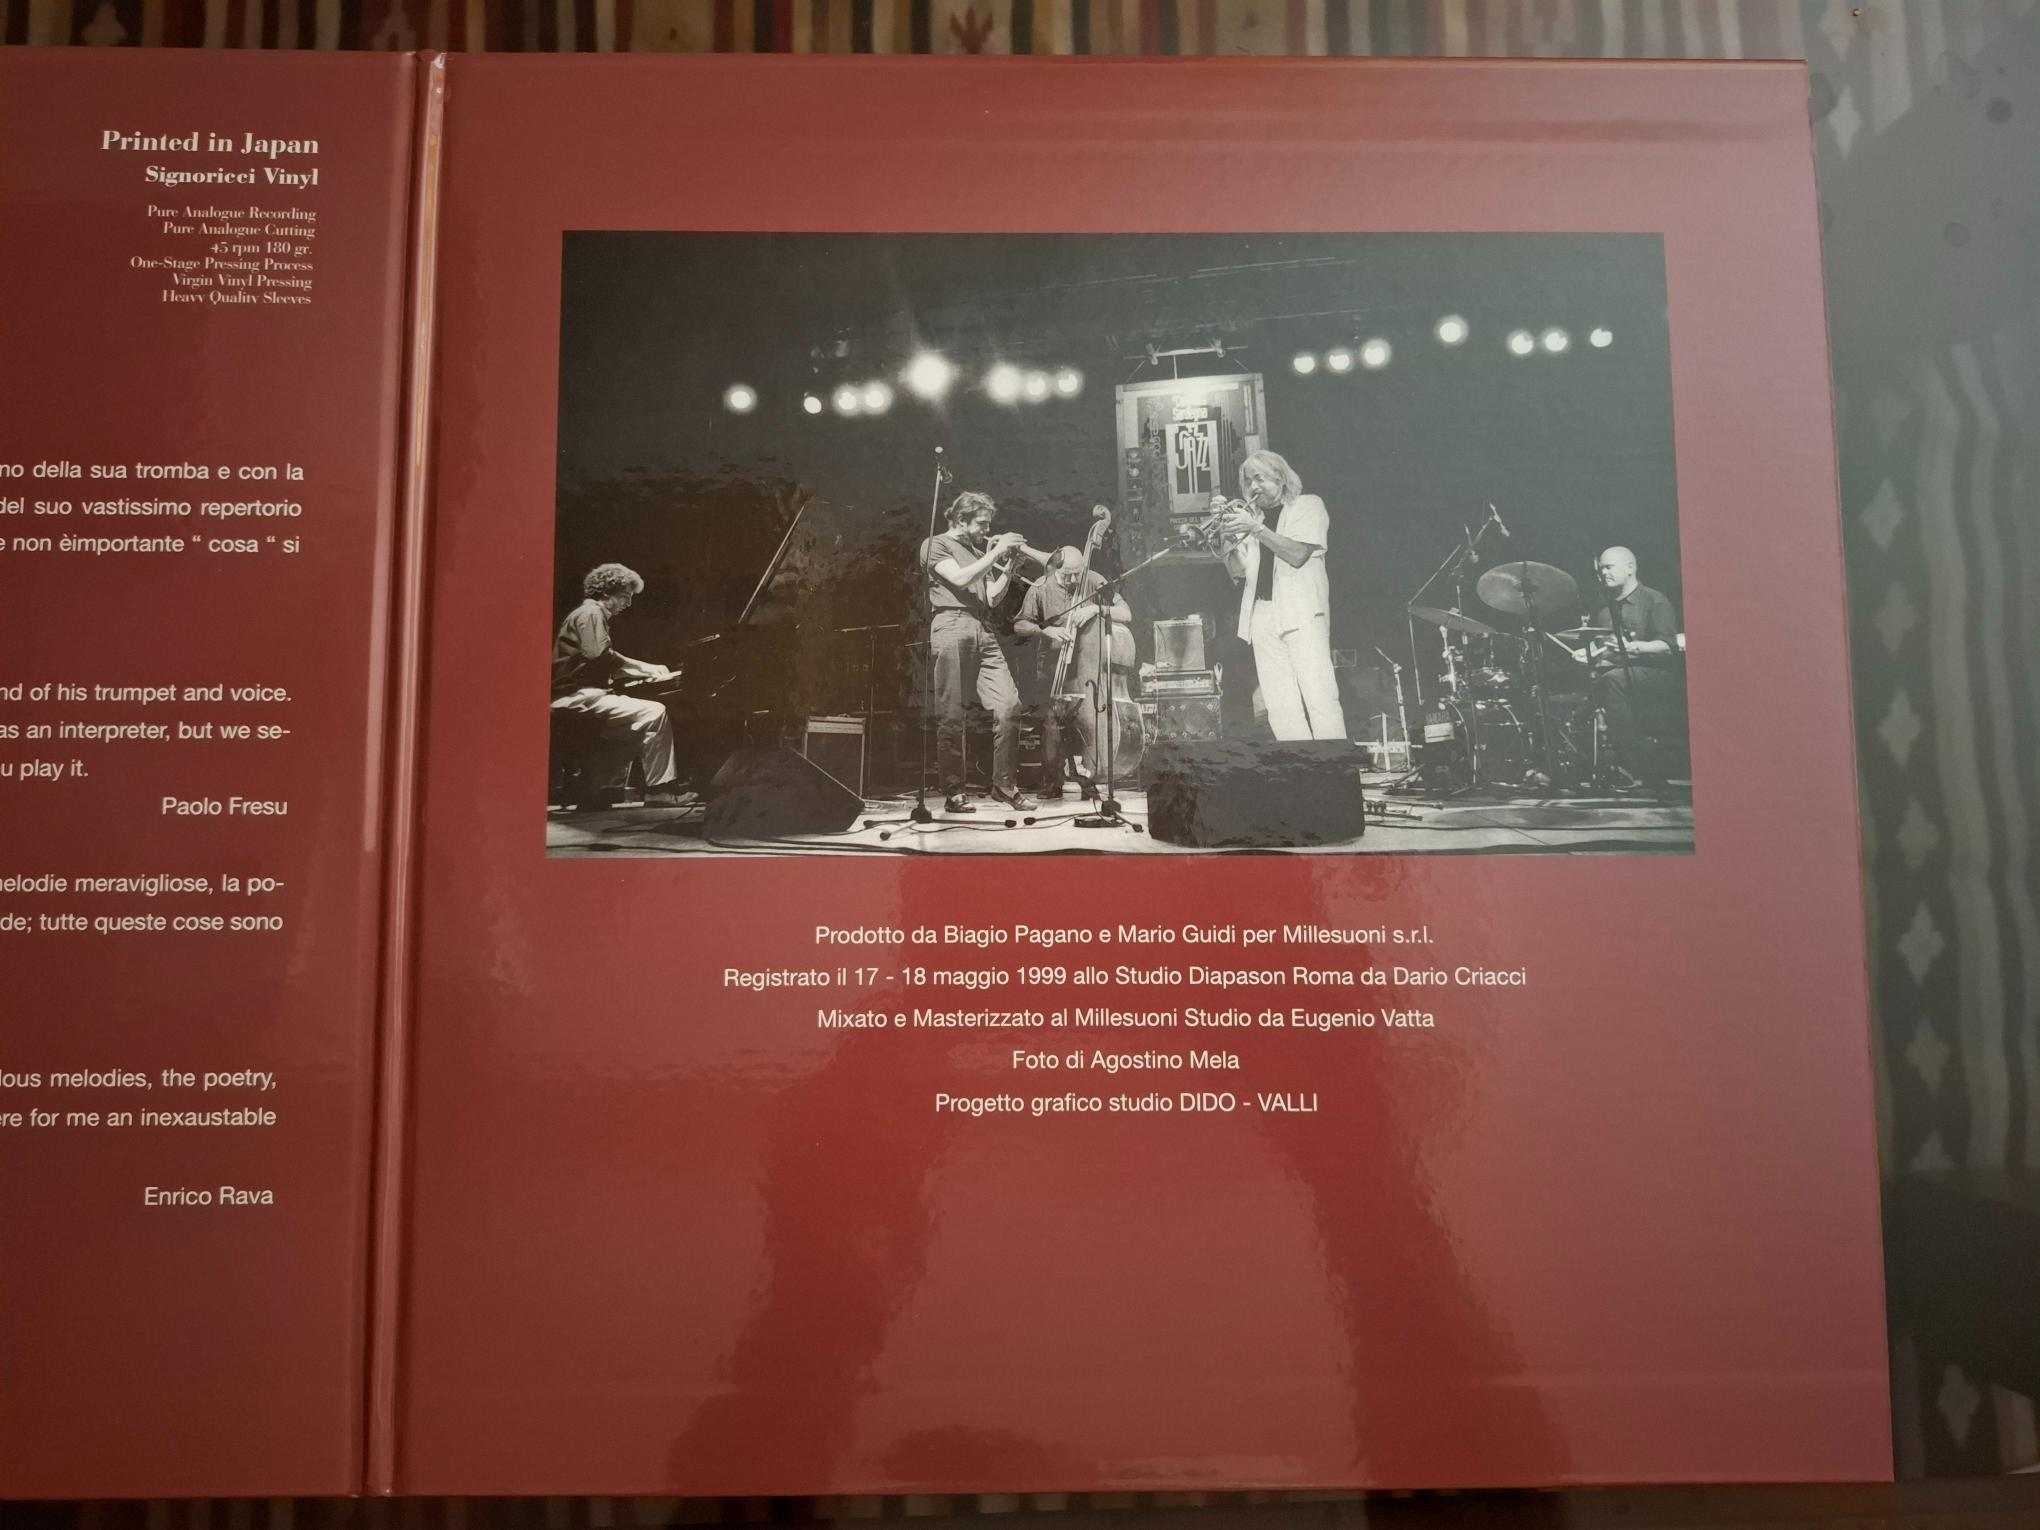 Printed in Japan
Signoricci Vinyl
Pure Analogue Recording
Pure Analogue Cutting
45 rpm 180 gr.
One-Stage Pressing Process
Virgin Vinyl Pressing
Heavy Quality Sleeves
no della sua tromba e con la
del suo vastissimo repertorio
e non èimportante “ cosa “ si
nd of his trumpet and voice.
as an interpreter, but we se-
u play it.
Paolo Fresu
melodie meravigliose, la po-
de; tutte queste cose sono
lous melodies, the poetry,
ere for me an inexaustable
Enrico Rava
Sardegna
JAZZ
Prodotto da Biagio Pagano e Mario Guidi per Millesuoni s.r.l.
Registrato il 17 - 18 maggio 1999 allo Studio Diapason Roma da Dario Criacci
Mixato e Masterizzato al Millesuoni Studio da Eugenio Vatta
Foto di Agostino Mela
Progetto grafico studio DIDO - VALLI